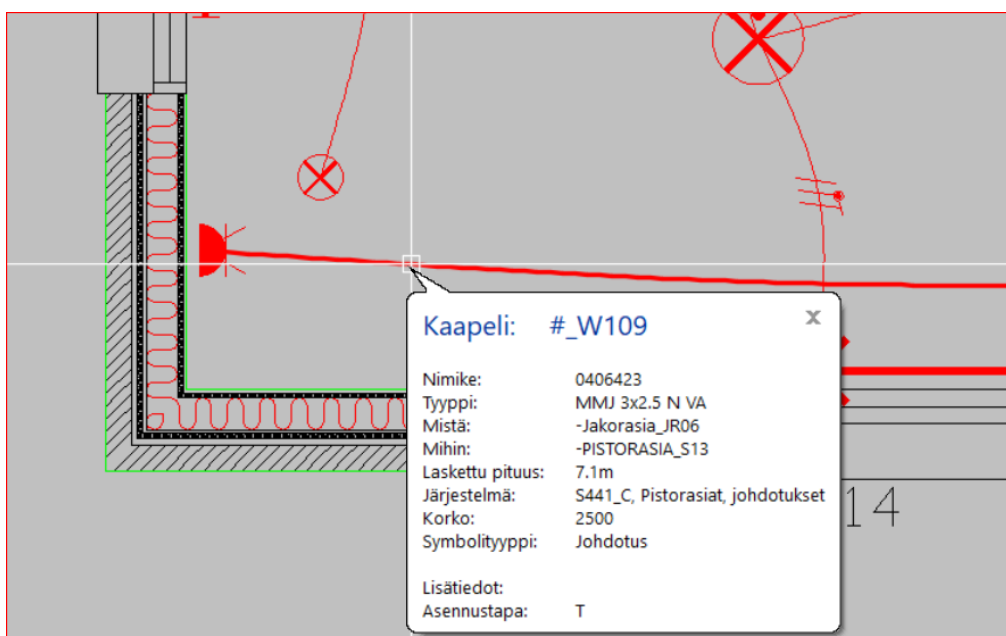 Kaapeli: #_W109
x
Nimike: 0406423
Tyyppi: MMJ 3x2.5 N VA
Mistä: -Jakorasia_JR06
Mihin: -PISTORASIA_S13
Laskettu pituus: 7.1m
Järjestelmä: S441_C, Pistorasiat, johdotukset
Korko: 2500
Symbolityyppi: Johdotus
Lisätiedot:
Asennustapa: T
14